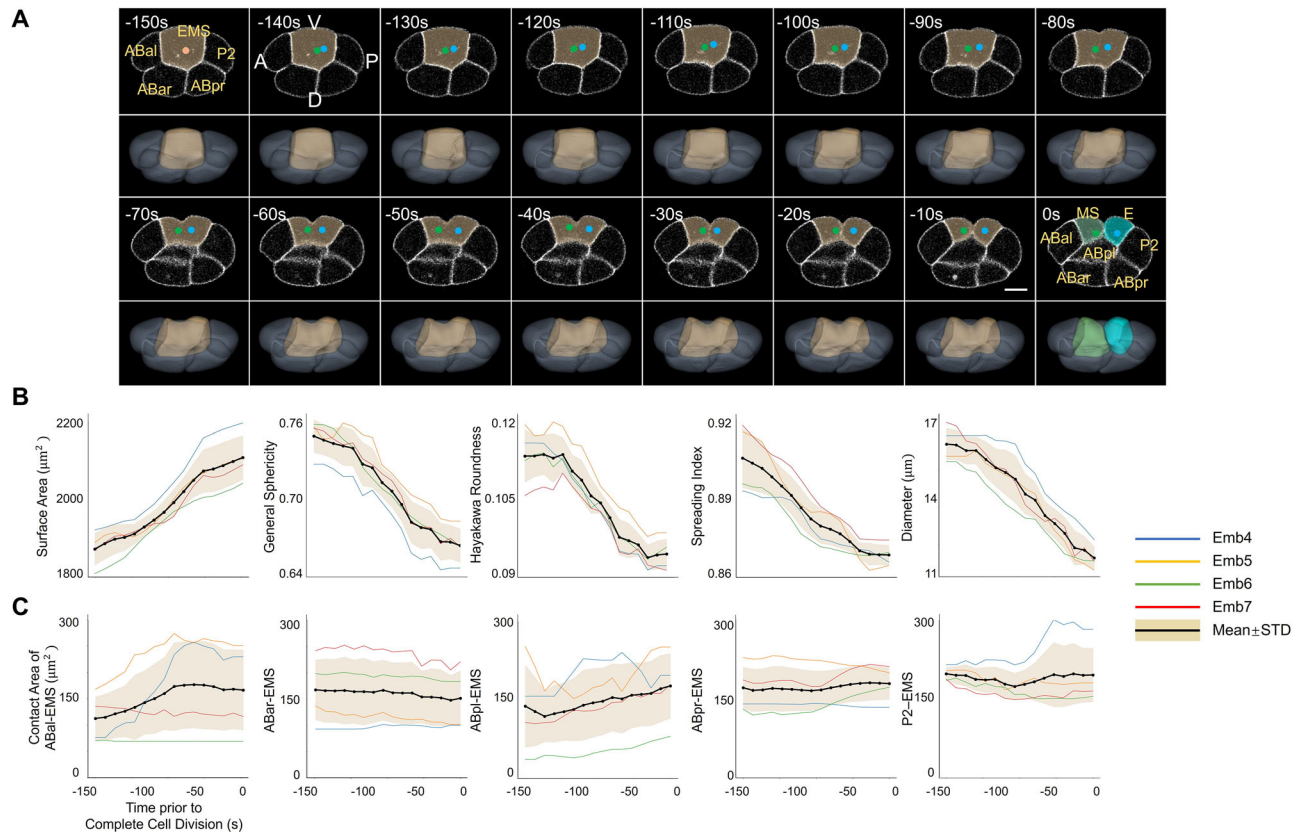 A
-150s
EMS
ABal
P2
ABar
ABpr
-140s
V
A
P
D
-130s
-120s
-110s
-100s
-90s
-80s
-70s
-60s
-50s
-40s
-30s
-20s
-10s
0s
MS
E
ABal
P2
ABpl
ABar
ABpr
B
Surface Area (μm²)
2200
2000
1800
General Sphericity
0.76
0.70
0.64
Hayakawa Roundness
0.12
0.105
0.09
Spreading Index
0.92
0.89
0.86
Diameter (μm)
17
14
11
Emb4
Emb5
Emb6
Emb7
Mean±STD
C
Contact Area of
ABal-EMS (μm²)
300
150
0
-150 -100 -50 0
Time prior to
Complete Cell Division (s)
ABar-EMS
300
150
0
-150 -100 -50 0
ABpl-EMS
300
150
0
-150 -100 -50 0
ABpr-EMS
300
150
0
-150 -100 -50 0
P2–EMS
300
150
0
-150 -100 -50 0